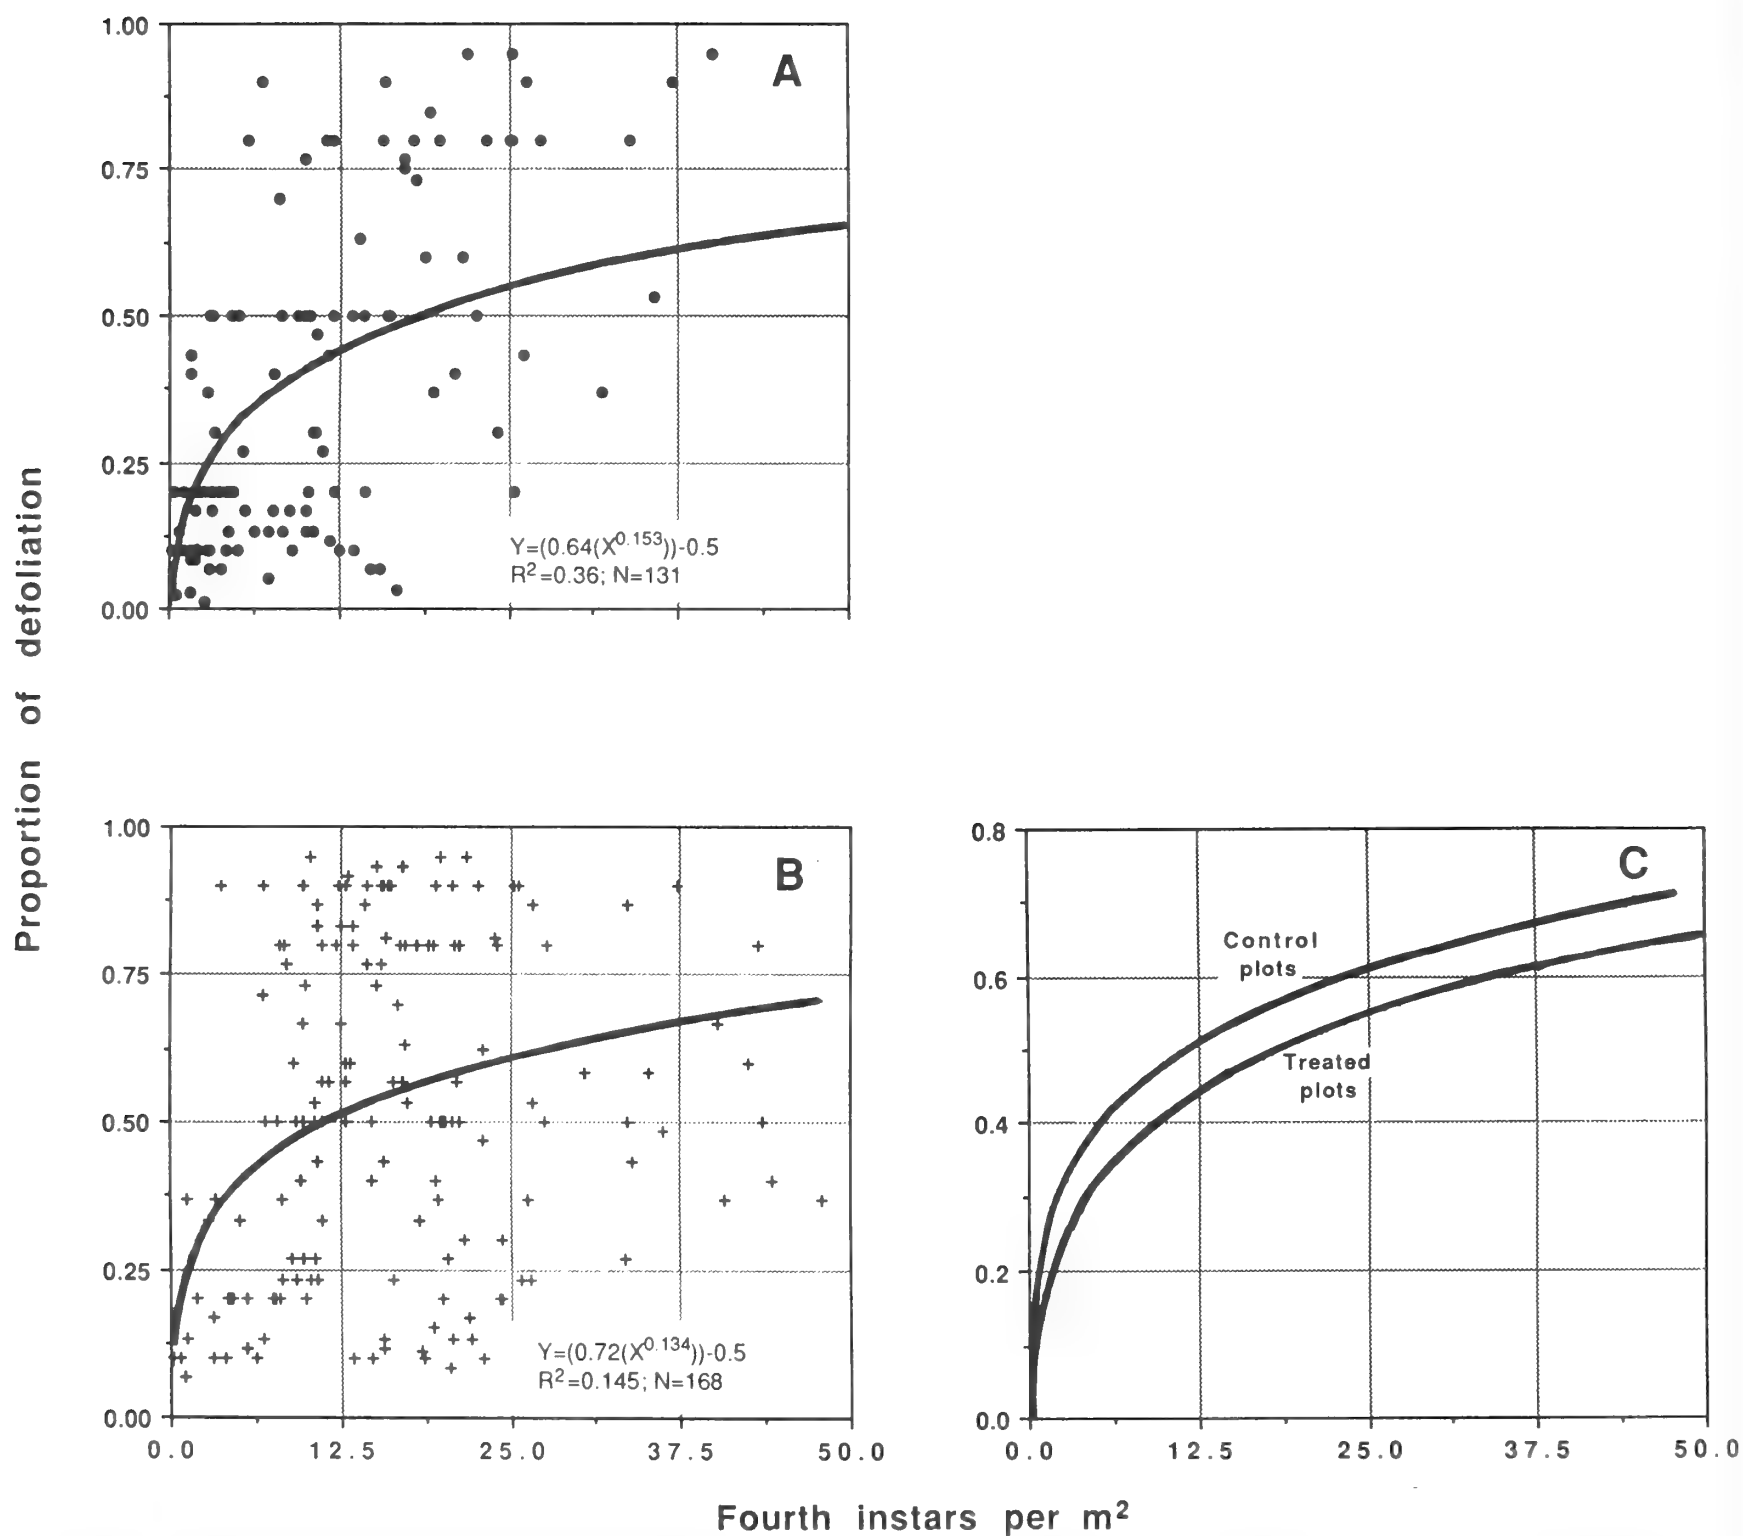 Proportion of defoliation
1.00
0.75
0.50
0.25
0.00
A
Y=(0.64(X^0.153))-0.5
R²=0.36; N=131
1.00
0.75
0.50
0.25
0.00
B
Y=(0.72(X^0.134))-0.5
R²=0.145; N=168
0.0 12.5 25.0 37.5 50.0
0.8
0.6
0.4
0.2
0.0
C
Control
plots
Treated
plots
0.0 12.5 25.0 37.5 50.0
Fourth instars per m²